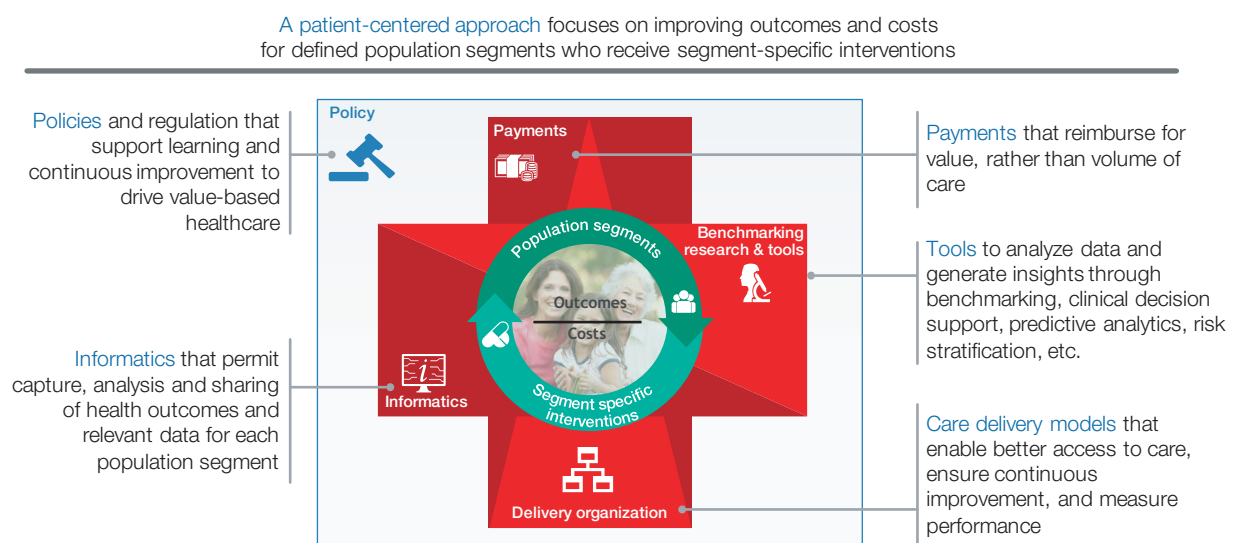 A patient-centered approach focuses on improving outcomes and costs
for defined population segments who receive segment-specific interventions
Policies and regulation that
support learning and
continuous improvement to
drive value-based
healthcare
Informatics that permit
capture, analysis and sharing
of health outcomes and
relevant data for each
population segment
Policy
Payments
Benchmarking
research & tools
Population segments
Outcomes
Costs
i
Informatics
Segment specific
interventions
Delivery organization
Payments that reimburse for
value, rather than volume of
care
Tools to analyze data and
generate insights through
benchmarking, clinical decision
support, predictive analytics, risk
stratification, etc.
Care delivery models that
enable better access to care,
ensure continuous
improvement, and measure
performance